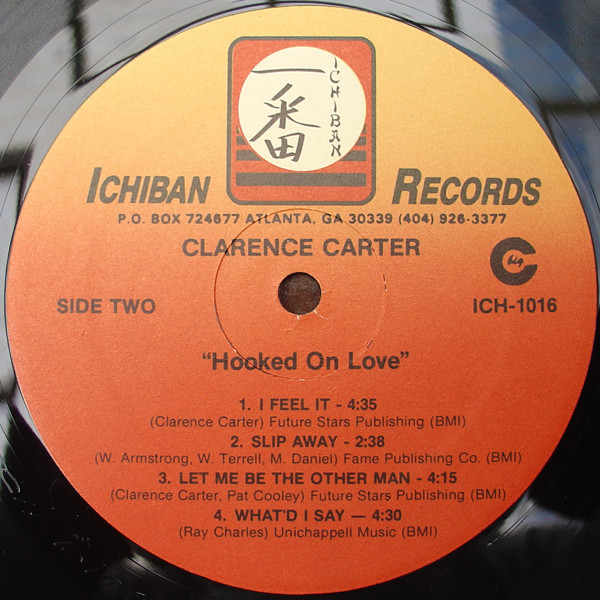 一番
ICHIBAN
ICHIBAN RECORDS
P.O. BOX 724677 ATLANTA, GA 30339 (404) 926-3377
CLARENCE CARTER
big C
SIDE TWO
ICH-1016
“Hooked On Love”
1. I FEEL IT - 4:35
(Clarence Carter) Future Stars Publishing (BMI)
2. SLIP AWAY - 2:38
(W. Armstrong, W. Terrell, M. Daniel) Fame Publishing Co. (BMI)
3. LET ME BE THE OTHER MAN - 4:15
(Clarence Carter, Pat Cooley) Future Stars Publishing (BMI)
4. WHAT'D I SAY — 4:30
(Ray Charles) Unichappell Music (BMI)